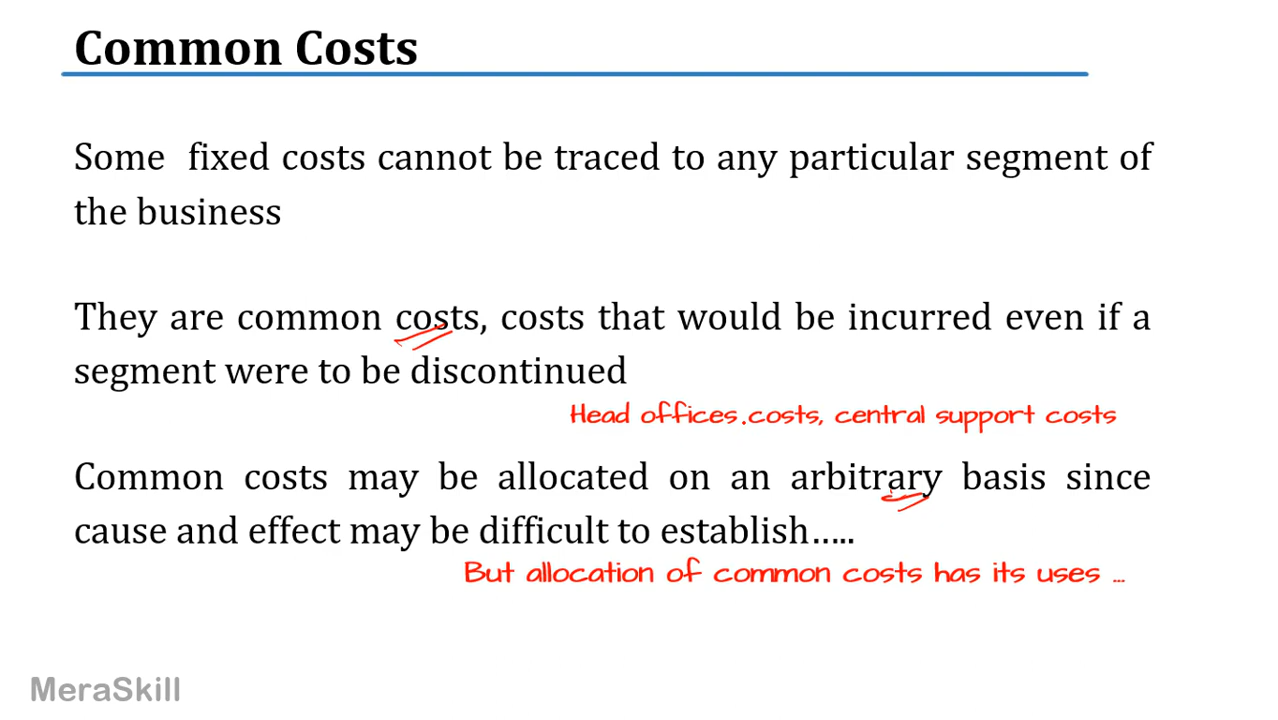 Common Costs
Some fixed costs cannot be traced to any particular segment of
the business
They are common costs, costs that would be incurred even if a
segment were to be discontinued
Head offices.costs, central support costs
Common costs may be allocated on an arbitrary basis since
cause and effect may be difficult to establish…..
But allocation of common costs has its uses ...
MeraSkill